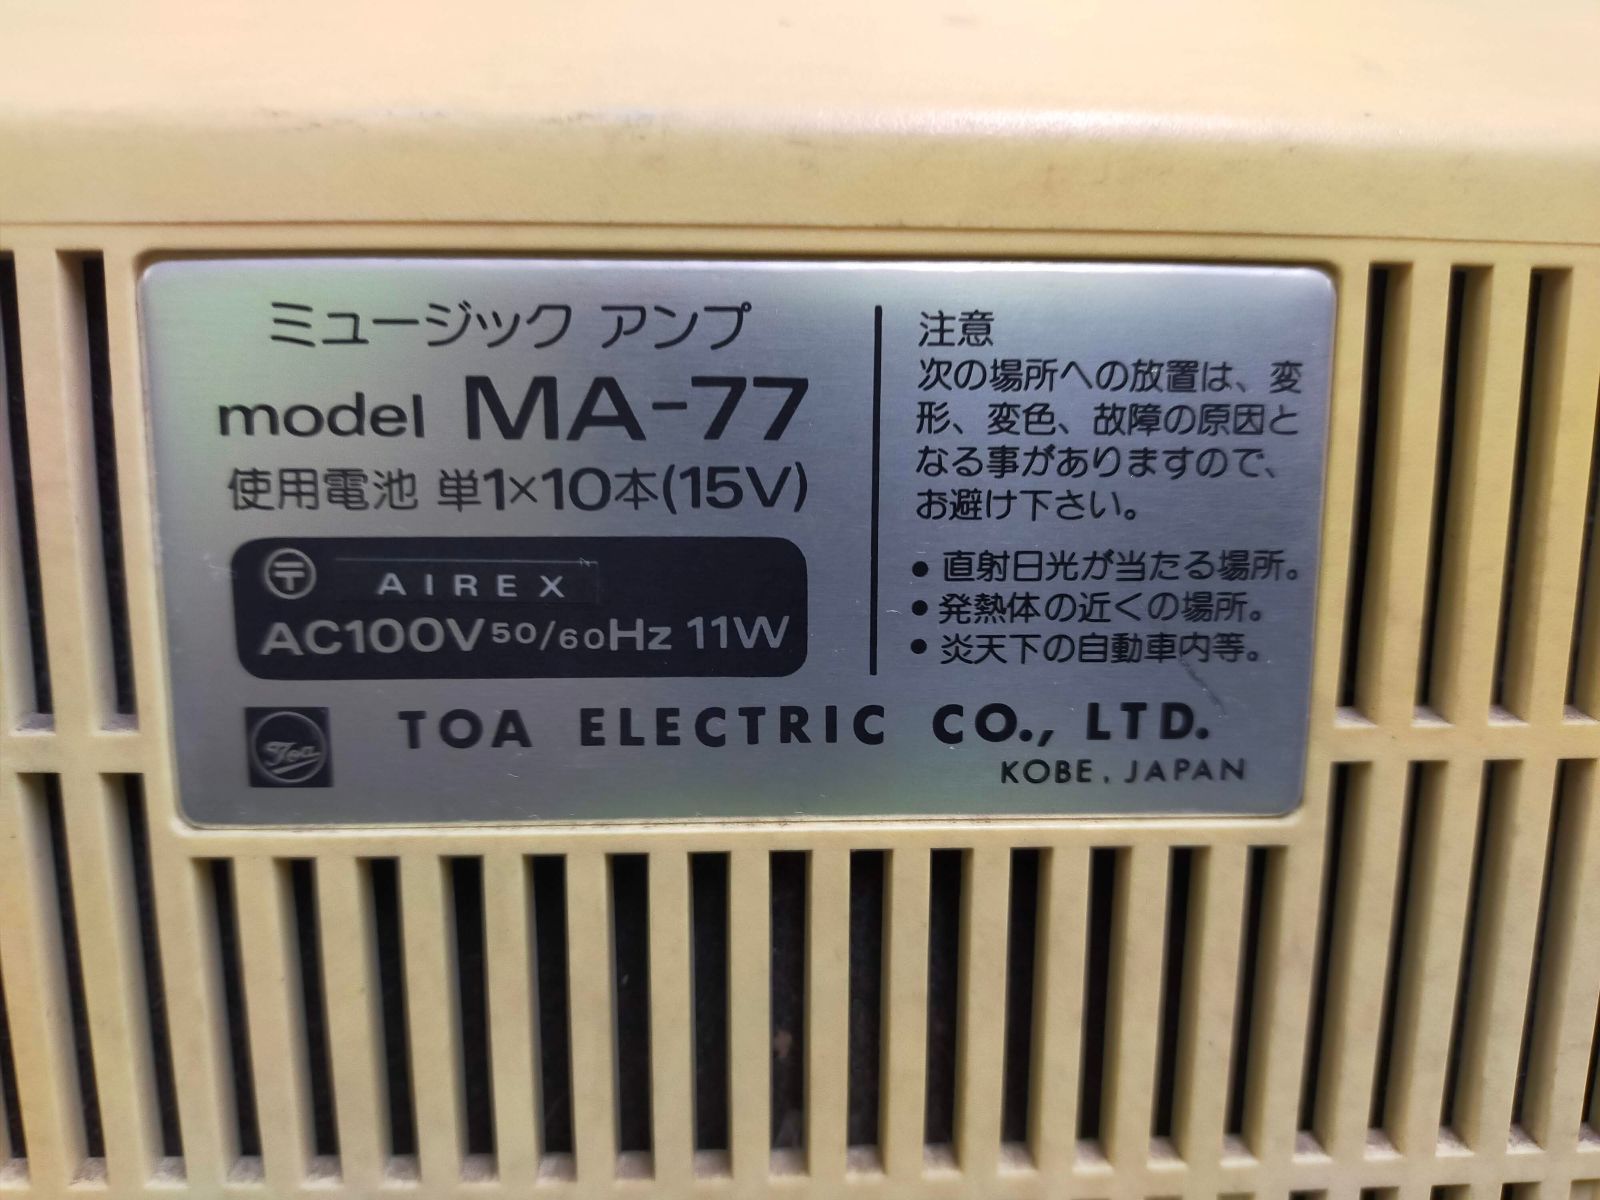 ミュージック アンプ
model MA-77
使用電池 単1×10本(15V)
〒 AIREX
AC100V 50/60Hz 11W
注意
次の場所への放置は、変
形、変色、故障の原因と
なる事がありますので、
お避け下さい。
● 直射日光が当たる場所。
● 発熱体の近くの場所。
● 炎天下の自動車内等。
Toa TOA ELECTRIC CO., LTD.
KOBE, JAPAN